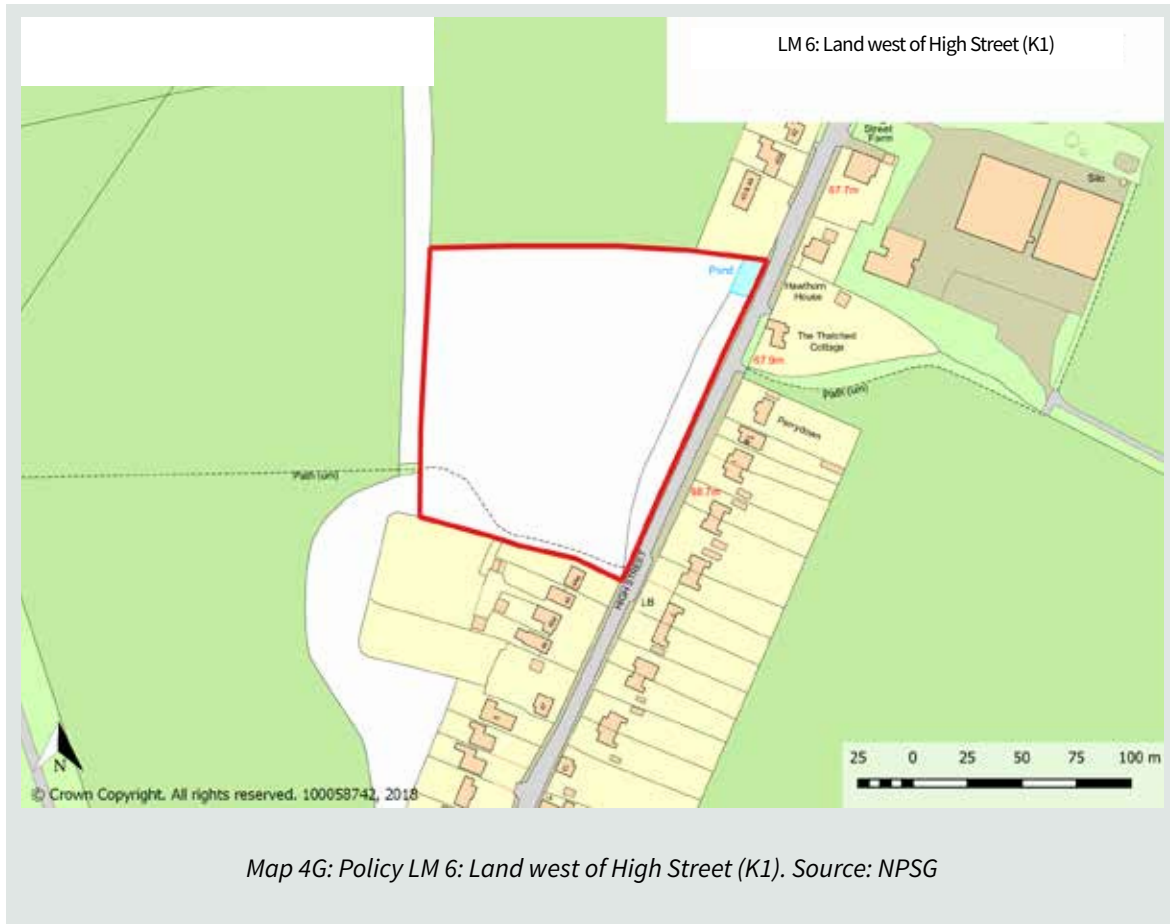 LM 6: Land west of High Street (K1)
Street
Farm
Silo
67.7m
Pond
Hawthorn
House
The Thatched
Cottage
67.9m
Path (um)
Perrydown
Path (um)
68.7m
HIGH STREET
LB
N
25 0 25 50 75 100 m
© Crown Copyright. All rights reserved. 100058742, 2018
Map 4G: Policy LM 6: Land west of High Street (K1). Source: NPSG